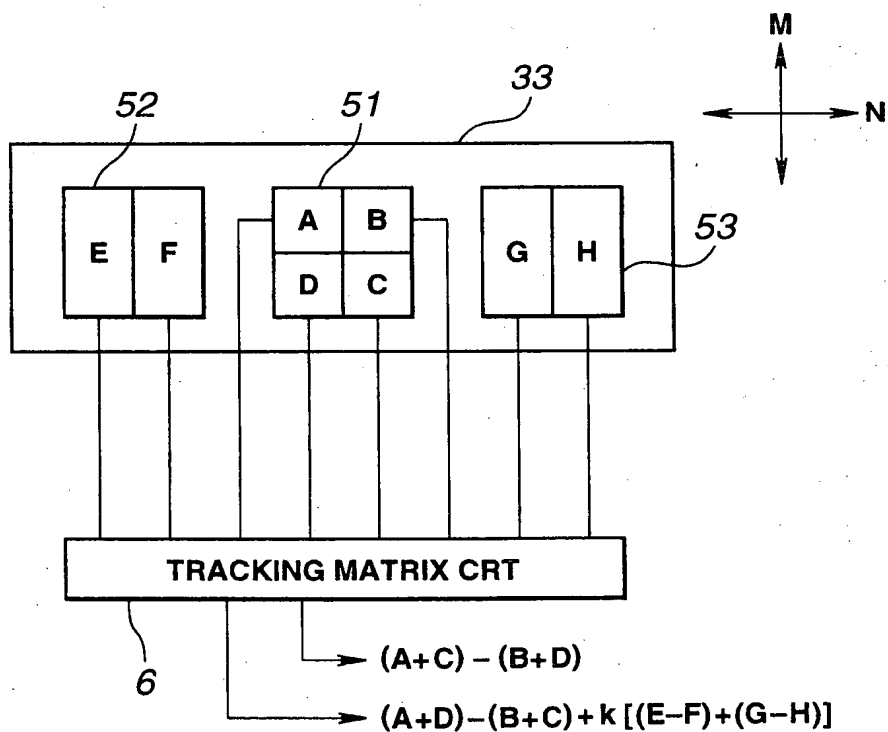 M
N
52
51
33
53
A
B
E
F
G
H
D
C
TRACKING MATRIX CRT
6
(A+C)–(B+D)
(A+D)–(B+C)+k[(E–F)+(G–H)]